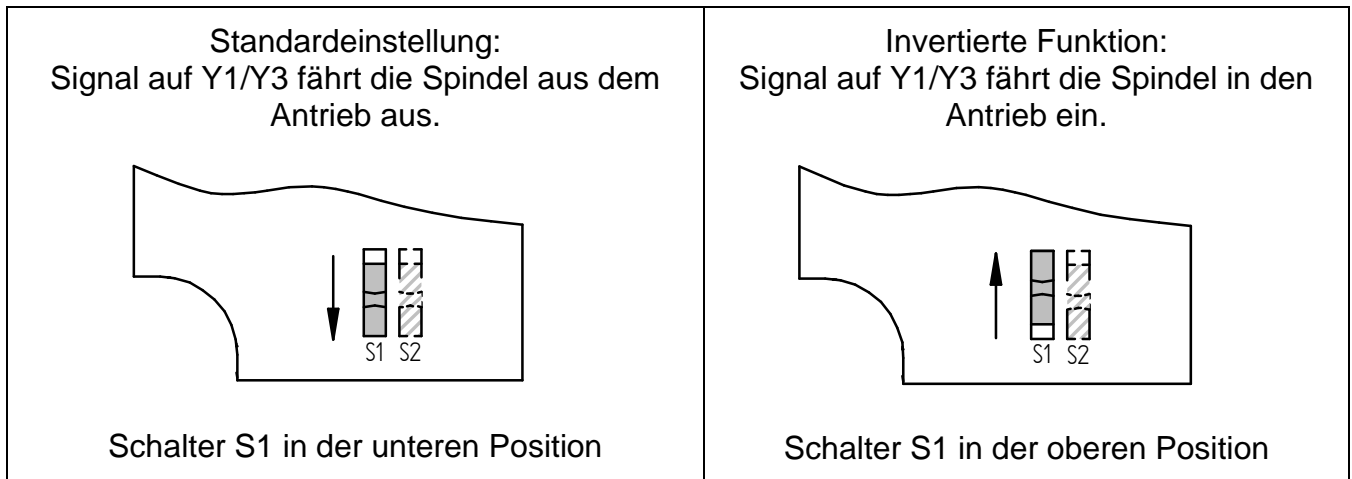 Standardeinstellung:
Signal auf Y1/Y3 fährt die Spindel aus dem
Antrieb aus.
S1 S2
Schalter S1 in der unteren Position
Invertierte Funktion:
Signal auf Y1/Y3 fährt die Spindel in den
Antrieb ein.
S1 S2
Schalter S1 in der oberen Position